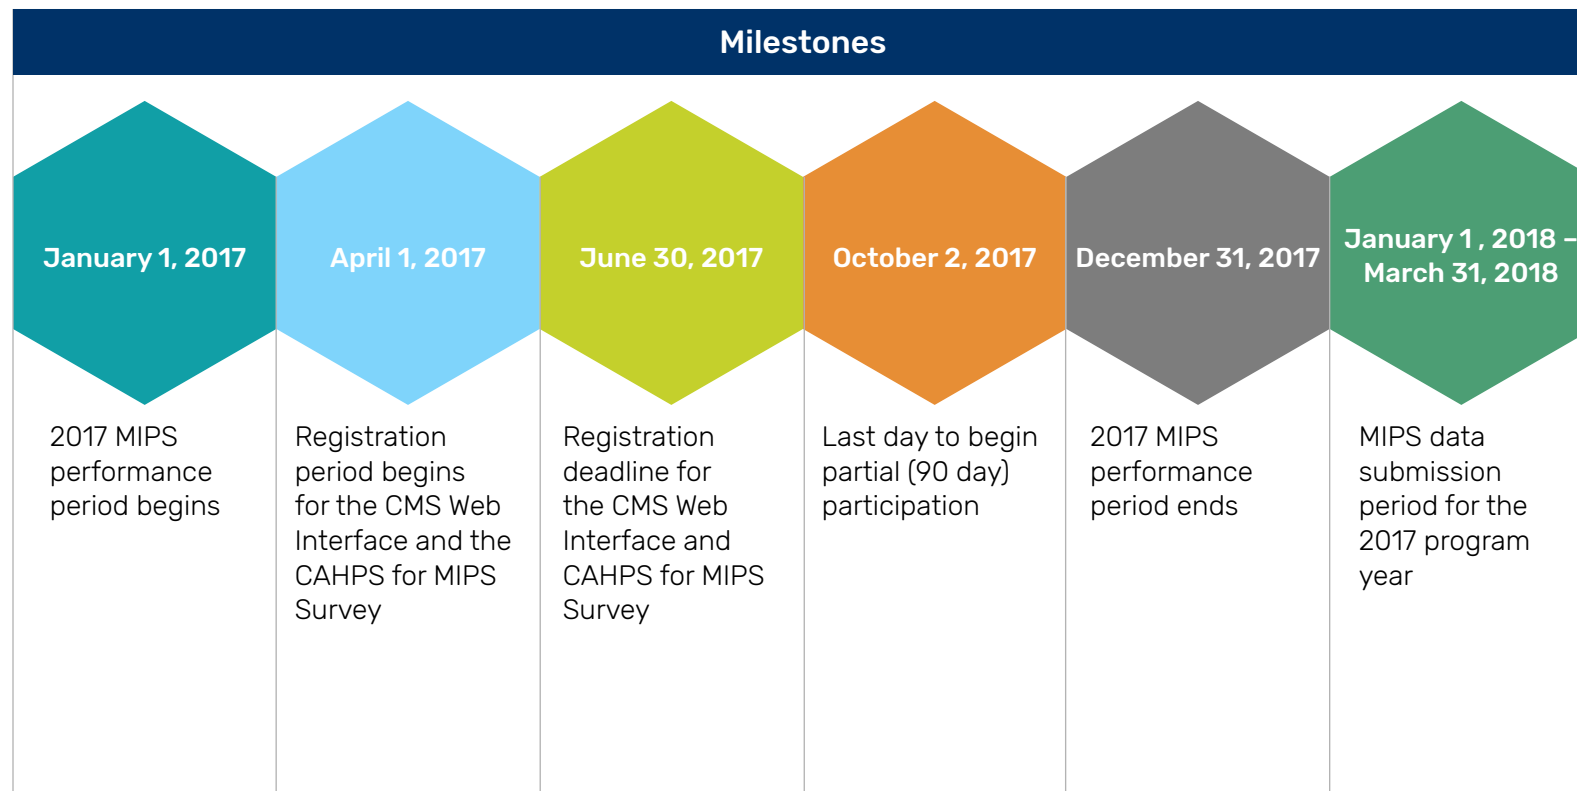 Milestones
January 1, 2017
2017 MIPS
performance
period begins
April 1, 2017
Registration
period begins
for the CMS Web
Interface and the
CAHPS for MIPS
Survey
June 30, 2017
Registration
deadline for
the CMS Web
Interface and
CAHPS for MIPS
Survey
October 2, 2017
Last day to begin
partial (90 day)
participation
December 31, 2017
2017 MIPS
performance
period ends
January 1 , 2018 –
March 31, 2018
MIPS data
submission
period for the
2017 program
year